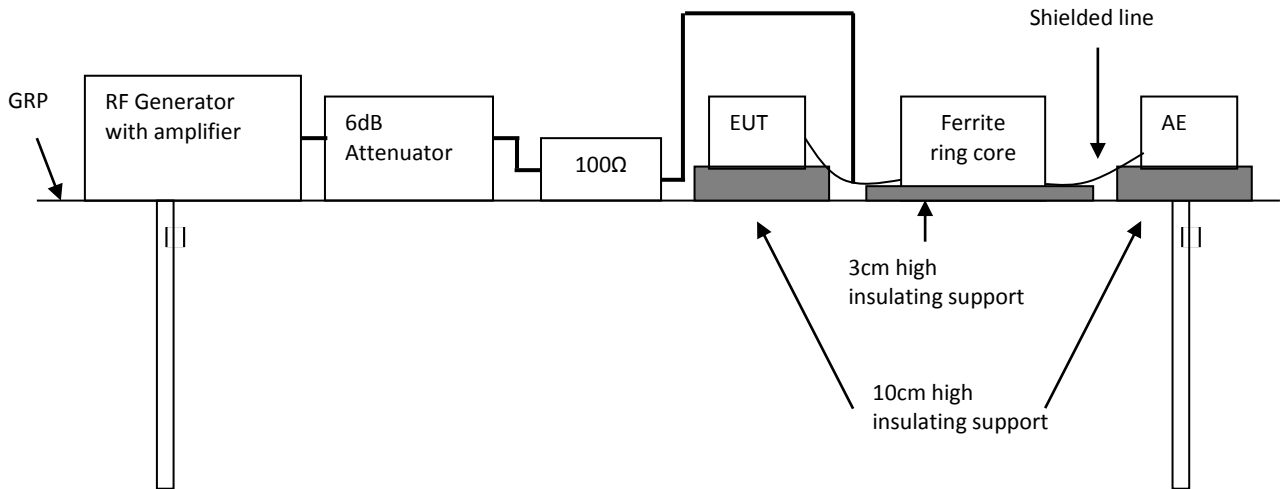 Shielded line
GRP
RF Generator
with amplifier
6dB
Attenuator
100Ω
EUT
Ferrite
ring core
AE
3cm high
insulating support
10cm high
insulating support